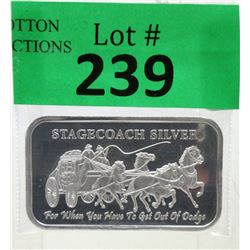 OTTON
CTIONS
Lot #
239
STAGECOACH SILVER
For When You Have To Get Out Of Dodge